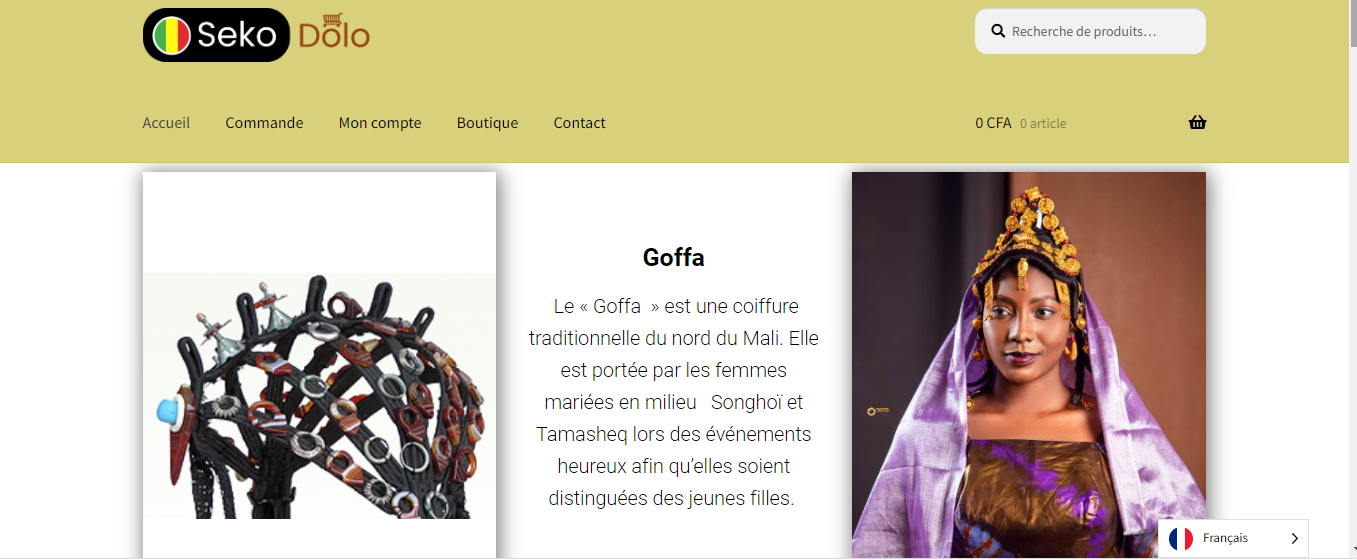 Seko Dolo
Recherche de produits…
Accueil Commande Mon compte Boutique Contact
0 CFA 0 article
Goffa
Le « Goffa » est une coiffure
traditionnelle du nord du Mali. Elle
est portée par les femmes
mariées en milieu Songhoï et
Tamasheq lors des événements
heureux afin qu’elles soient
distinguées des jeunes filles.
Français